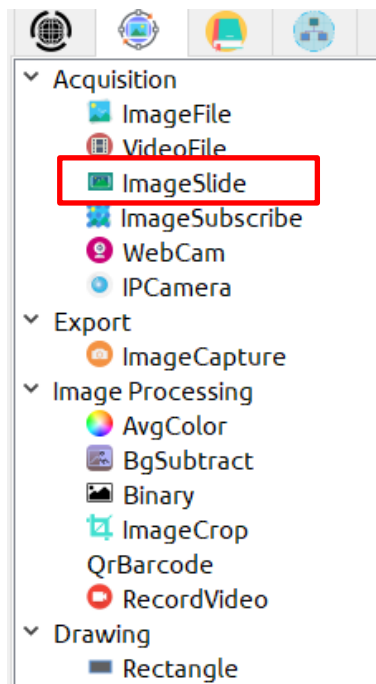 Acquisition
ImageFile
VideoFile
ImageSlide
ImageSubscribe
WebCam
IPCamera
Export
ImageCapture
Image Processing
AvgColor
BgSubtract
Binary
ImageCrop
QrBarcode
RecordVideo
Drawing
Rectangle